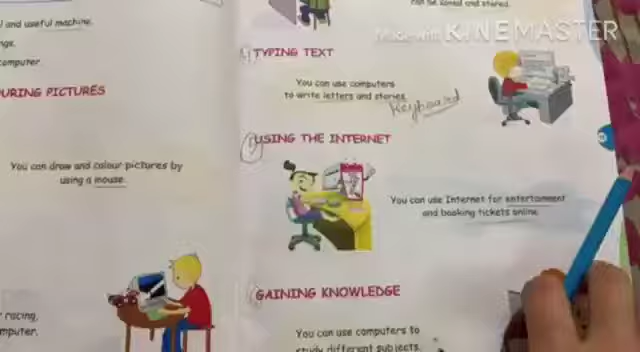 l and useful machine.
nge.
computer
URING PICTURES
You can draw and colour pictures by
using a mouse.
r racing,
mputer.
can be saved and stored.
Made with KINEMASTER
TYPING TEXT
You can use computers
to write letters and stories.
Keyboard
USING THE INTERNET
You can use Internet for entertainment
and booking tickets online.
GAINING KNOWLEDGE
You can use computers to
study different subjects.